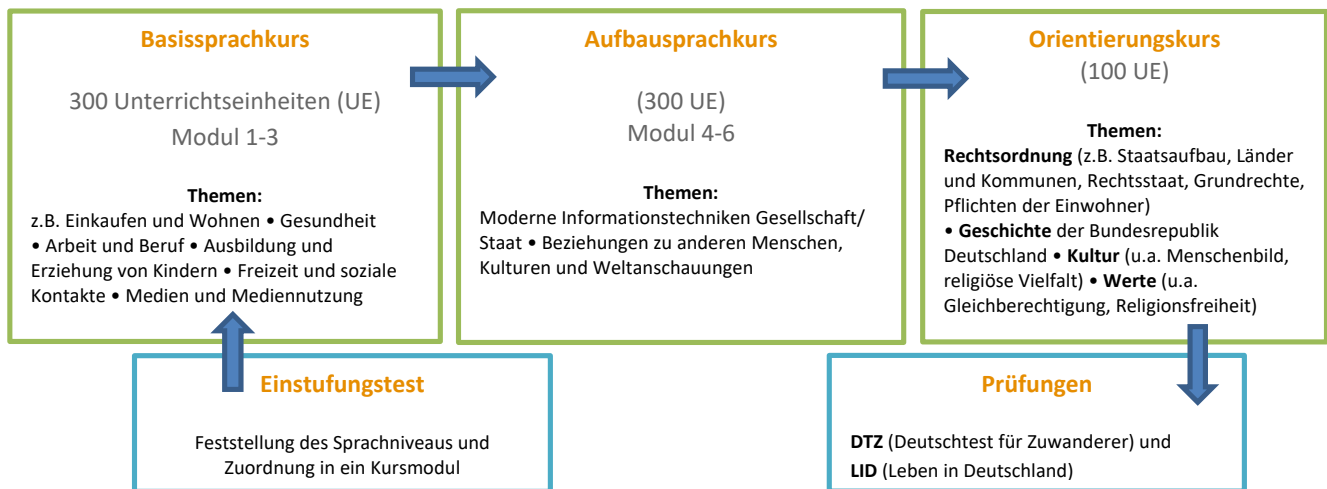 Basissprachkurs
300 Unterrichtseinheiten (UE)
Modul 1-3
Themen:
z.B. Einkaufen und Wohnen • Gesundheit
• Arbeit und Beruf • Ausbildung und
Erziehung von Kindern • Freizeit und soziale
Kontakte • Medien und Mediennutzung
Aufbausprachkurs
(300 UE)
Modul 4-6
Themen:
Moderne Informationstechniken Gesellschaft/
Staat • Beziehungen zu anderen Menschen,
Kulturen und Weltanschauungen
Orientierungskurs
(100 UE)
Themen:
Rechtsordnung (z.B. Staatsaufbau, Länder
und Kommunen, Rechtsstaat, Grundrechte,
Pflichten der Einwohner)
• Geschichte der Bundesrepublik
Deutschland • Kultur (u.a. Menschenbild,
religiöse Vielfalt) • Werte (u.a.
Gleichberechtigung, Religionsfreiheit)
Einstufungstest
Feststellung des Sprachniveaus und
Zuordnung in ein Kursmodul
Prüfungen
DTZ (Deutschtest für Zuwanderer) und
LID (Leben in Deutschland)